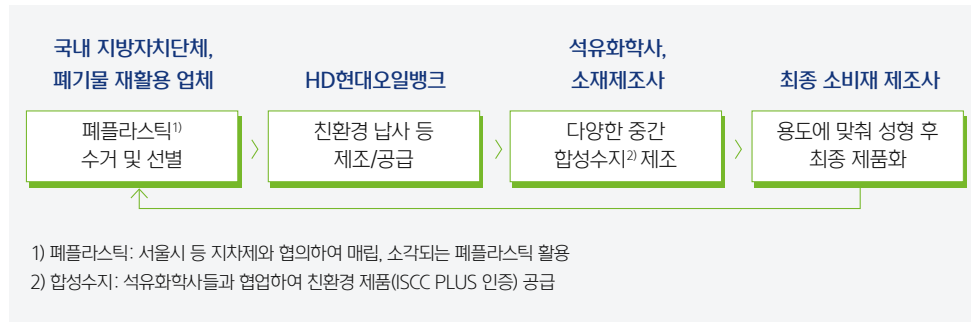 국내 지방자치단체,
폐기물 재활용 업체
HD현대오일뱅크
석유화학사,
소재제조사
최종 소비재 제조사
폐플라스틱1)
수거 및 선별
친환경 납사 등
제조/공급
다양한 중간
합성수지2) 제조
용도에 맞춰 성형 후
최종 제품화
1) 폐플라스틱: 서울시 등 지차제와 협의하여 매립, 소각되는 폐플라스틱 활용
2) 합성수지: 석유화학사들과 협업하여 친환경 제품(ISCC PLUS 인증) 공급